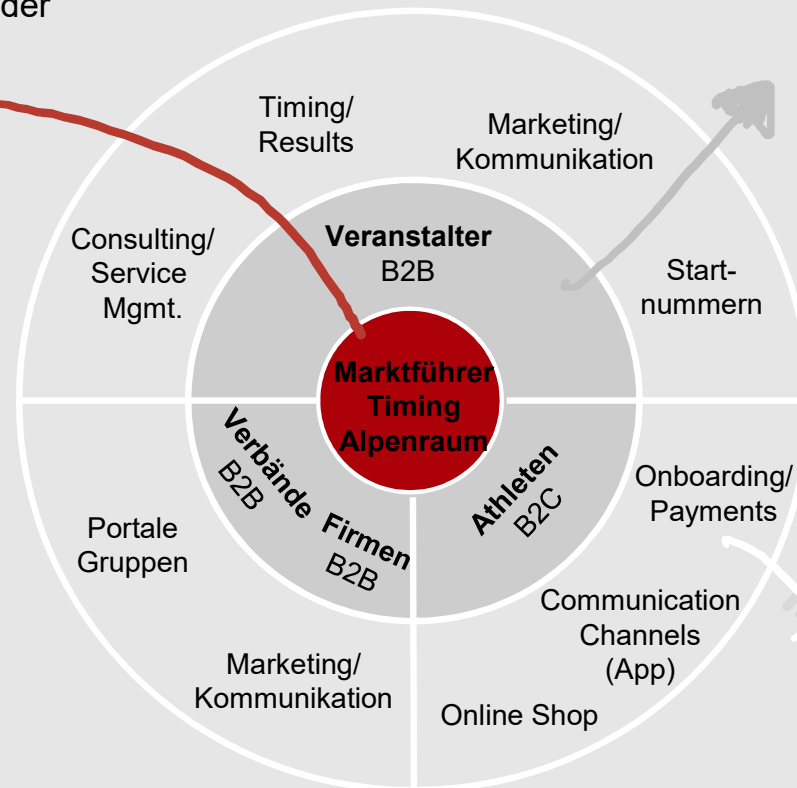 der
Timing/
Results
Marketing/
Kommunikation
Consulting/
Service
Mgmt.
Veranstalter
B2B
Start-
nummern
Marktführer
Timing
Alpenraum
Verbände
B2B
Firmen
B2B
Athleten
B2C
Onboarding/
Payments
Portale
Gruppen
Communication
Channels
(App)
Marketing/
Kommunikation
Online Shop